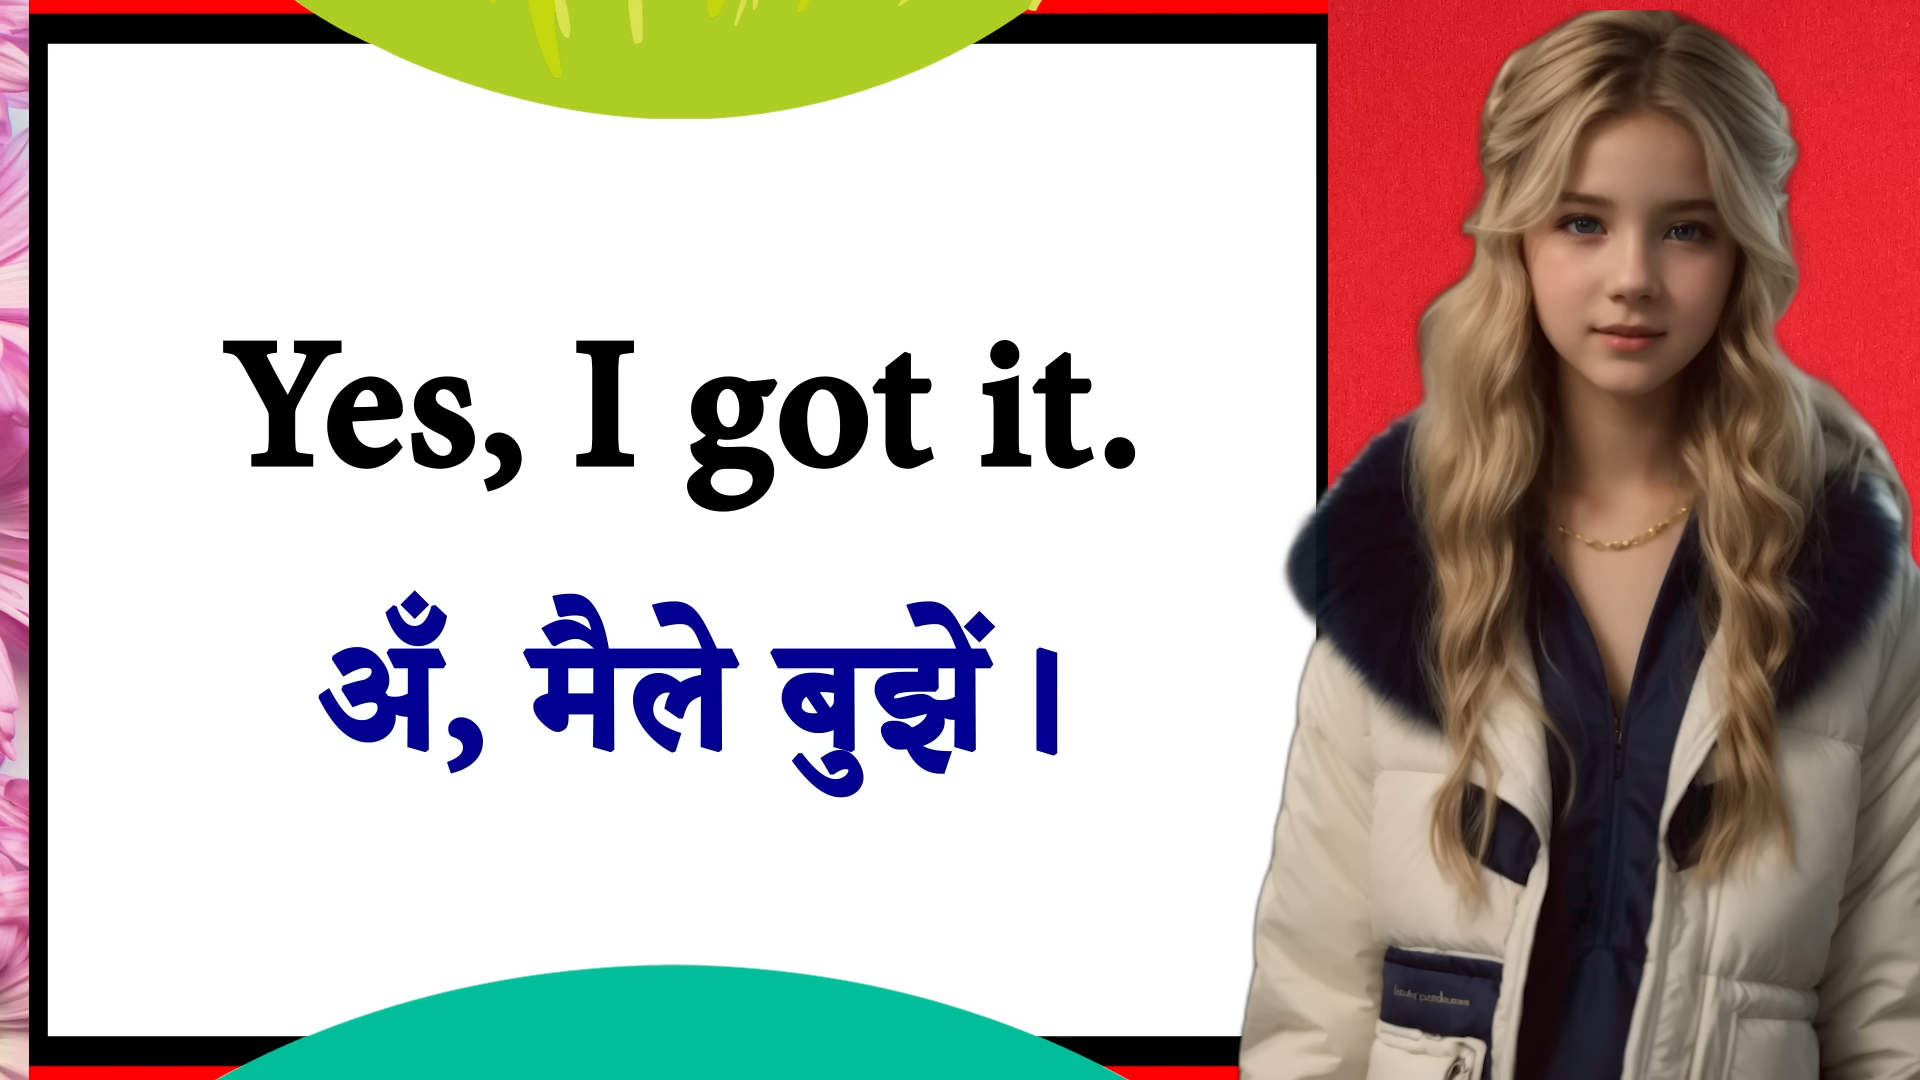 Yes, I got it.
अँ, मैले बुझें।